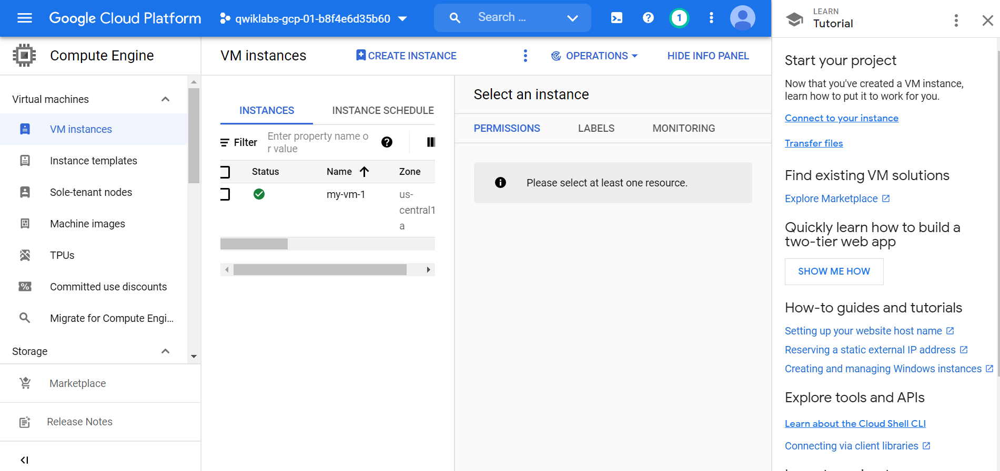 Google Cloud Platform
qwiklabs-gcp-01-b8f4e6d35b60
Search ...
1
LEARN
Tutorial
Compute Engine
VM instances
CREATE INSTANCE
OPERATIONS
HIDE INFO PANEL
Virtual machines
VM instances
Instance templates
Sole-tenant nodes
Machine images
TPUs
Committed use discounts
Migrate for Compute Engi...
Storage
Marketplace
Release Notes
INSTANCES
INSTANCE SCHEDULE
Filter
Enter property name o
r value
Status
Name
Zone
my-vm-1
us-
central1
a
Select an instance
PERMISSIONS
LABELS
MONITORING
Please select at least one resource.
Start your project
Now that you've created a VM instance,
learn how to put it to work for you.
Connect to your instance
Transfer files
Find existing VM solutions
Explore Marketplace
Quickly learn how to build a
two-tier web app
SHOW ME HOW
How-to guides and tutorials
Setting up your website host name
Reserving a static external IP address
Creating and managing Windows instances
Explore tools and APIs
Learn about the Cloud Shell CLI
Connecting via client libraries